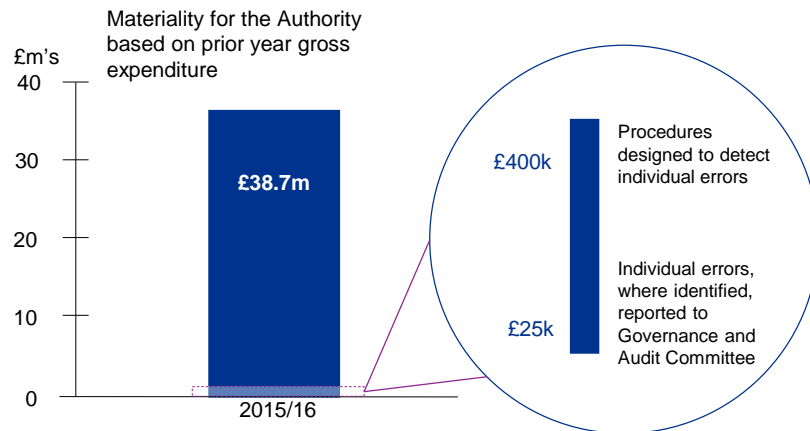 Materiality for the Authority
based on prior year gross
expenditure
£m's
40
30
20
10
0
£38.7m
2015/16
£400k
Procedures
designed to detect
individual errors
£25k
Individual errors,
where identified,
reported to
Governance and
Audit Committee